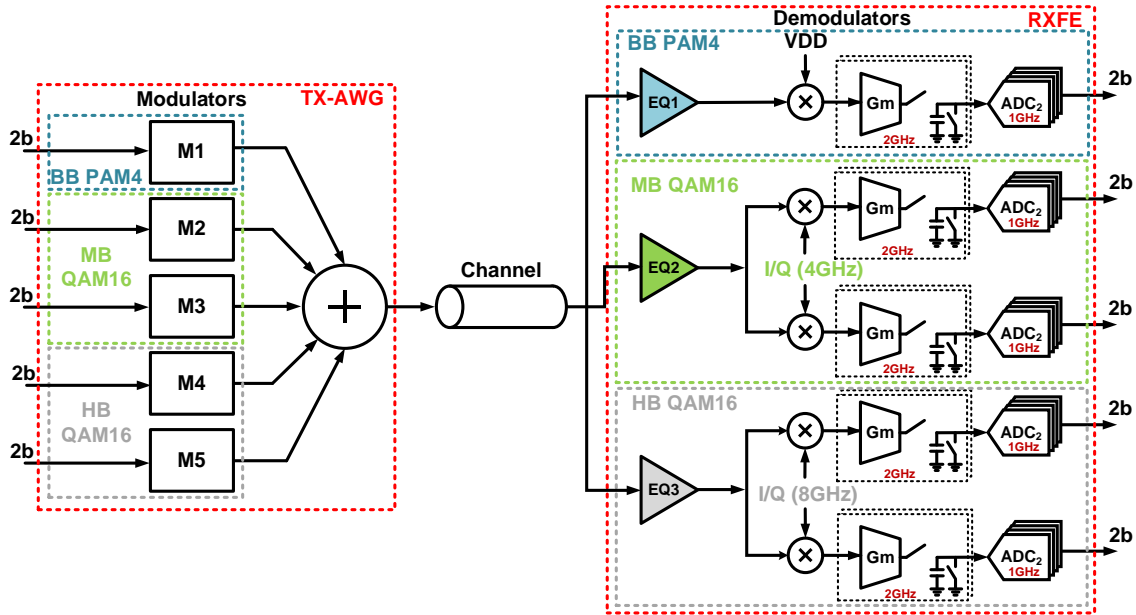 TX-AWG
Modulators
2b
M1
BB PAM4
2b
M2
MB
QAM16
2b
M3
2b
M4
HB
QAM16
2b
M5
+
Channel
Demodulators
RXFE
BB PAM4
VDD
EQ1
Gm
2GHz
ADC2
1GHz
2b
MB QAM16
EQ2
I/Q (4GHz)
Gm
2GHz
ADC2
1GHz
2b
Gm
2GHz
ADC2
1GHz
2b
HB QAM16
EQ3
I/Q (8GHz)
Gm
2GHz
ADC2
1GHz
2b
Gm
2GHz
ADC2
1GHz
2b